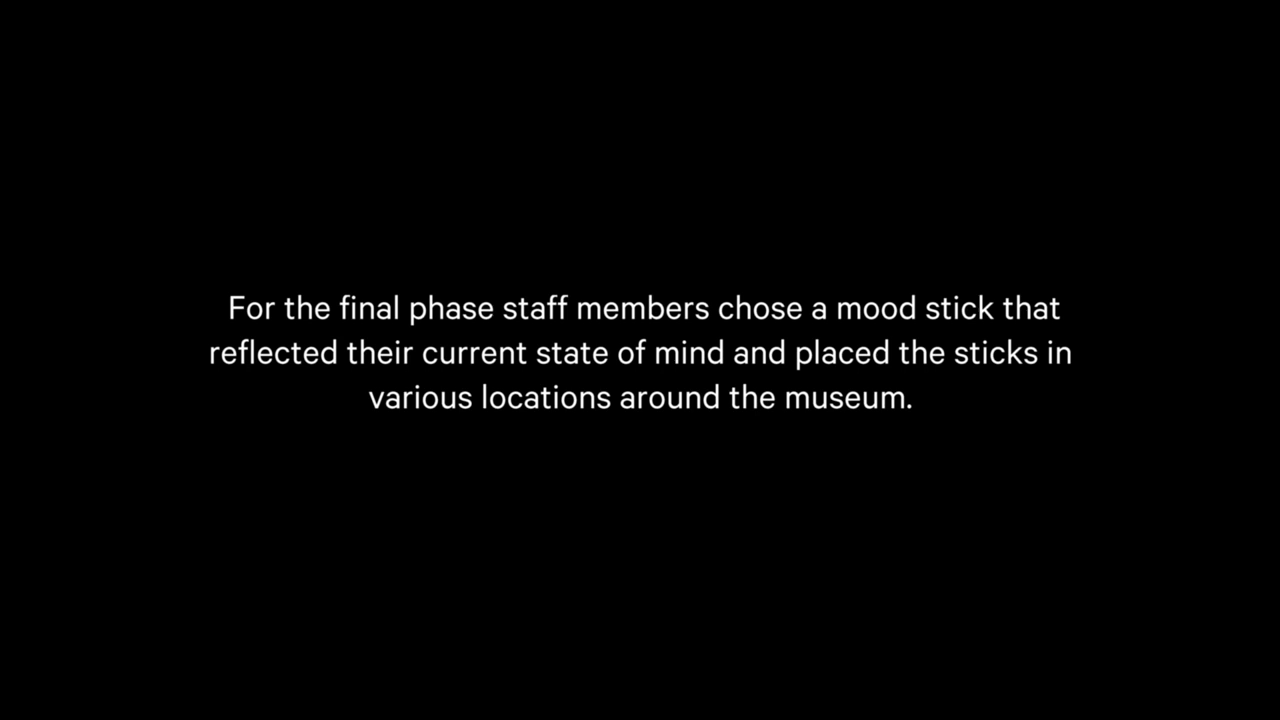 For the final phase staff members chose a mood stick that
reflected their current state of mind and placed the sticks in
various locations around the museum.